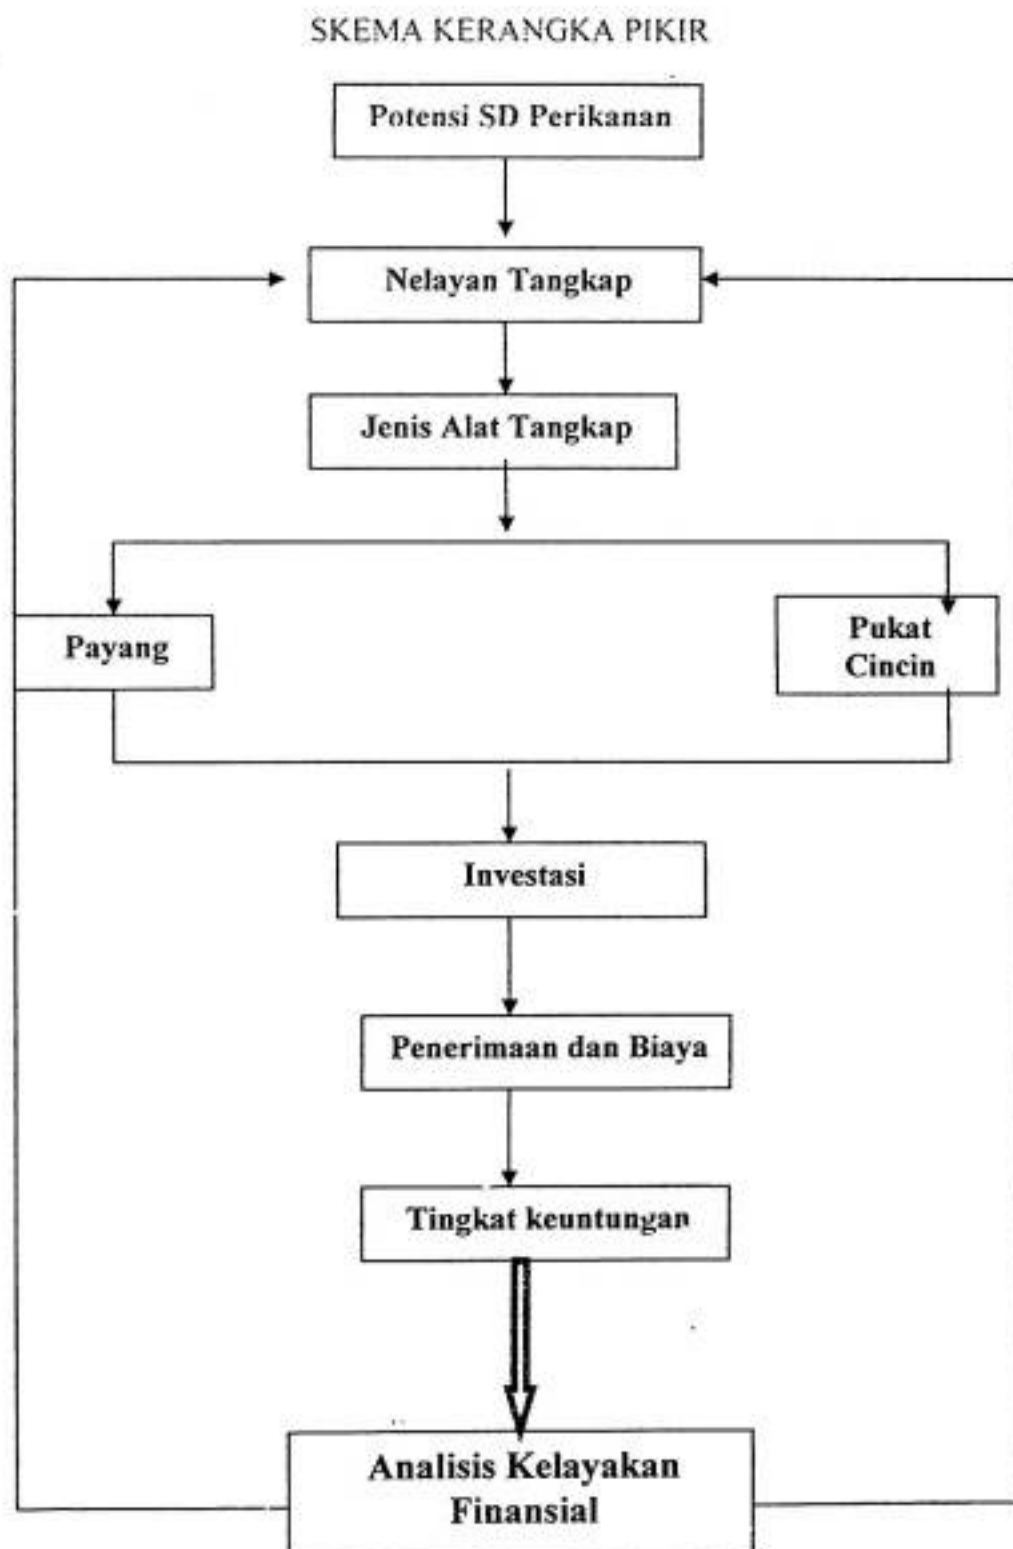 SKEMA KERANGKA PIKIR
Potensi SD Perikanan
Nelayan Tangkap
Jenis Alat Tangkap
Payang
Pukat
Cincin
Investasi
Penerimaan dan Biaya
Tingkat keuntungan
Analisis Kelayakan
Finansial